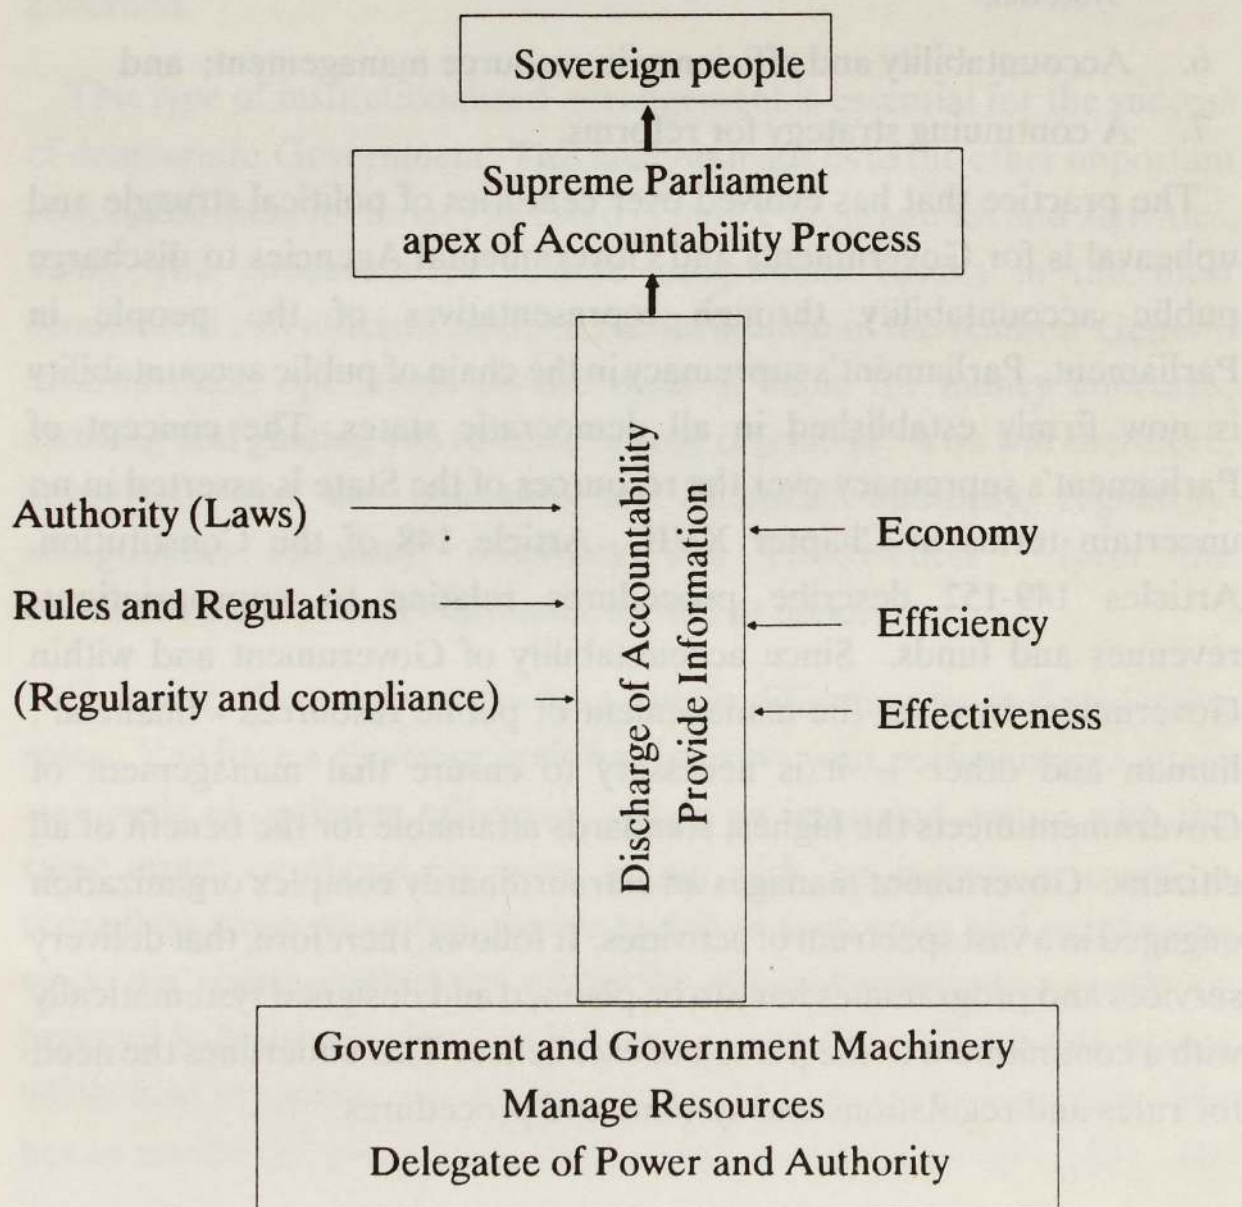 Sovereign people
Supreme Parliament
apex of Accountability Process
Authority (Laws)
Rules and Regulations
(Regularity and compliance)
Discharge of Accountability
Provide Information
Economy
Efficiency
Effectiveness
Government and Government Machinery
Manage Resources
Delegatee of Power and Authority